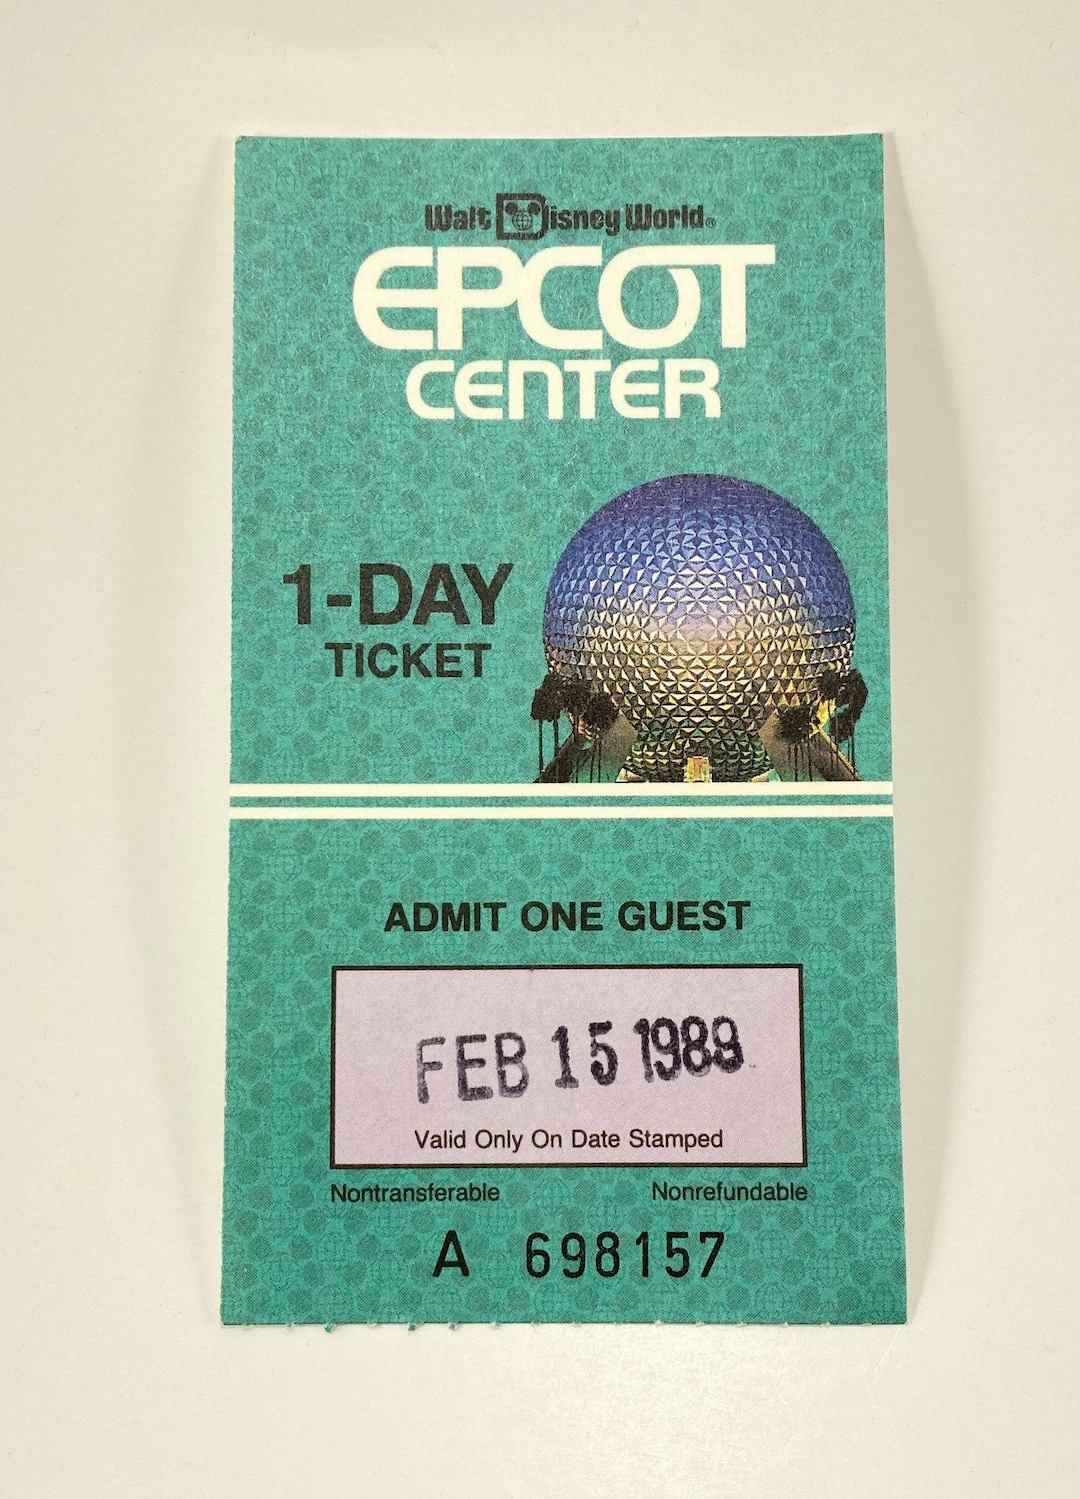 Walt Disney World®
EPCOT
CENTER
1-DAY
TICKET
ADMIT ONE GUEST
FEB 15 1989
Valid Only On Date Stamped
Nontransferable Nonrefundable
A 698157